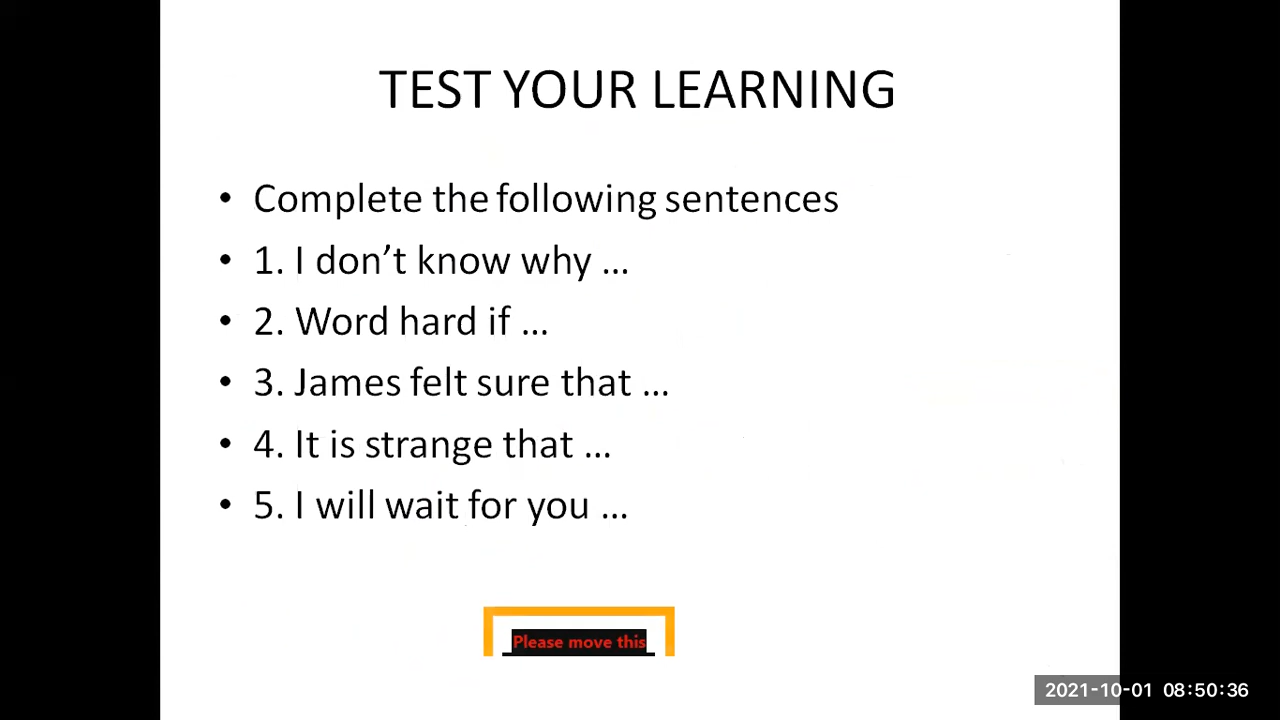 TEST YOUR LEARNING
• Complete the following sentences
• 1. I don’t know why …
• 2. Word hard if …
• 3. James felt sure that …
• 4. It is strange that …
• 5. I will wait for you …
Please move this
2021-10-01 08:50:36